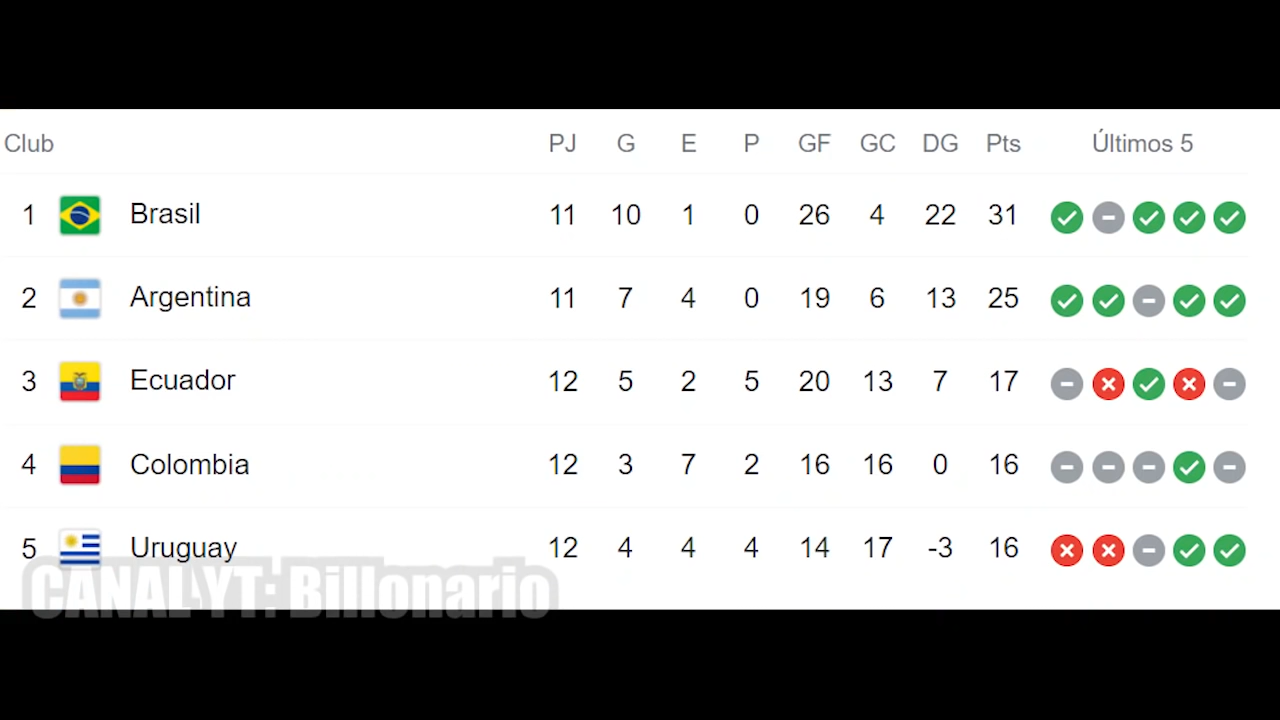 Club PJ G E P GF GC DG Pts Últimos 5
1 Brasil 11 10 1 0 26 4 22 31
2 Argentina 11 7 4 0 19 6 13 25
3 Ecuador 12 5 2 5 20 13 7 17
4 Colombia 12 3 7 2 16 16 0 16
5 Uruguay 12 4 4 4 14 17 -3 16
CANAL YT: Billonario